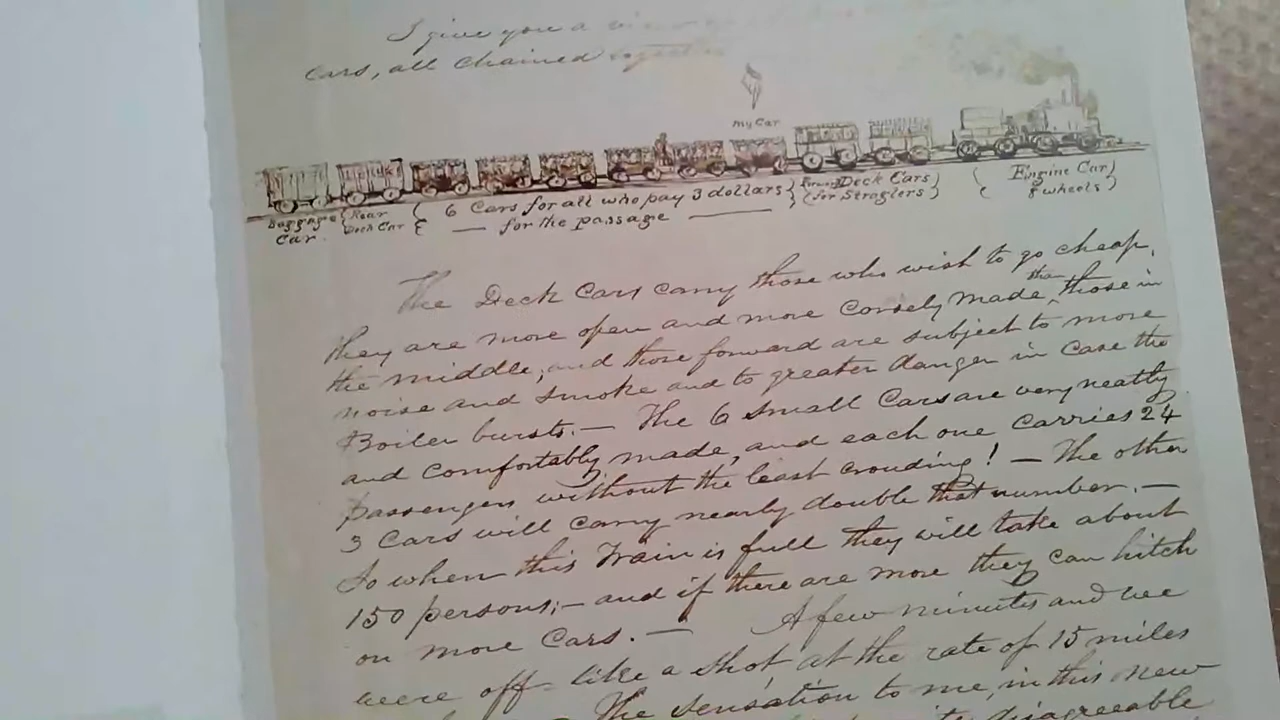 I give you a view
cars, all chained together
my Car
Baggage Car.
Rear Deck Car
6 Cars for all who pay 3 dollars
— for the passage —
Forward Deck Cars
(for Straglers)
Engine Car
8 wheels
The Deck Cars carry those who wish to go cheap,
they are more open and more corsely made, than those in
the middle, and those forward are subject to more
noise and smoke and to greater danger in case the
Boiler bursts. — The 6 small Cars are very neatly
and comfortably made, and each one carries 24
passengers without the least crouding! — The other
3 Cars will carry nearly double that number. —
So when this Train is full they will take about
150 persons; — and if there are more they can hitch
on more Cars. — A few minutes and we
were off like a shot, at the rate of 15 miles
The sensation to me, in this new
disagreeable